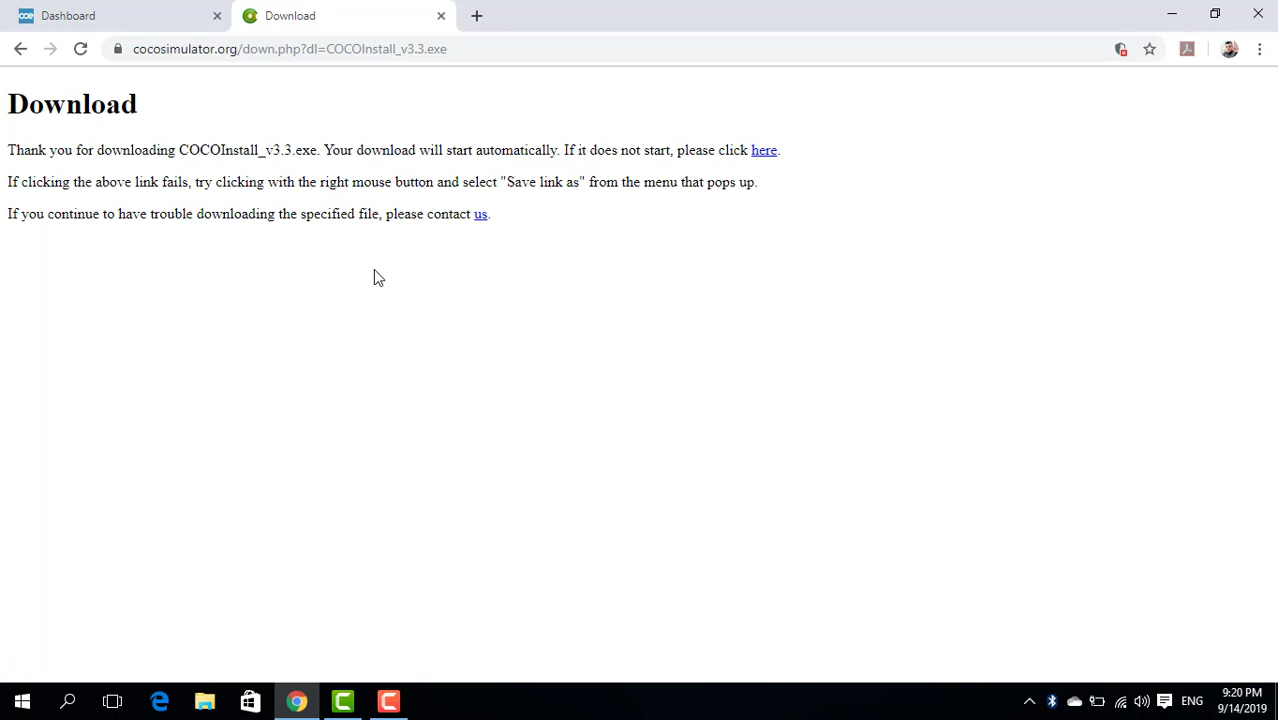 Dashboard
Download
cocosimulator.org/down.php?dl=COCOInstall_v3.3.exe
Download
Thank you for downloading COCOInstall_v3.3.exe. Your download will start automatically. If it does not start, please click here.
If clicking the above link fails, try clicking with the right mouse button and select "Save link as" from the menu that pops up.
If you continue to have trouble downloading the specified file, please contact us.
ENG
9:20 PM
9/14/2019